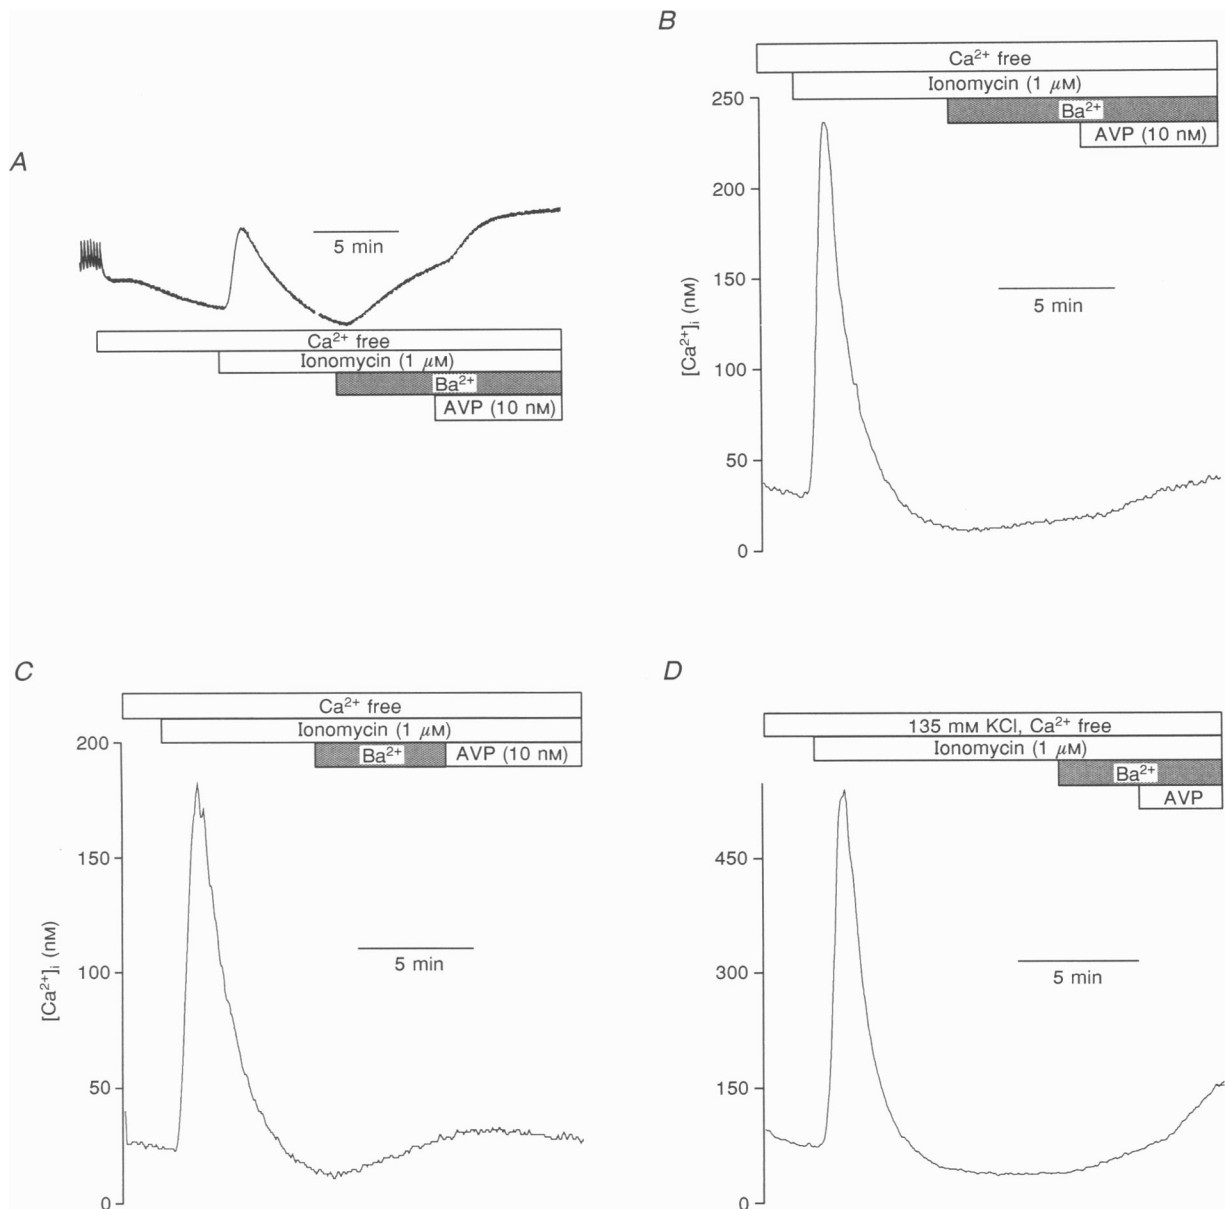 A
5 min
Ca²⁺ free
Ionomycin (1 μM)
Ba²⁺
AVP (10 nM)
B
Ca²⁺ free
Ionomycin (1 μM)
Ba²⁺
AVP (10 nM)
250
200
150
100
50
0
[Ca²⁺]ᵢ (nM)
5 min
C
Ca²⁺ free
Ionomycin (1 μM)
Ba²⁺
AVP (10 nM)
200
150
100
50
0
[Ca²⁺]ᵢ (nM)
5 min
D
135 mM KCl, Ca²⁺ free
Ionomycin (1 μM)
Ba²⁺
AVP
450
300
150
0
5 min